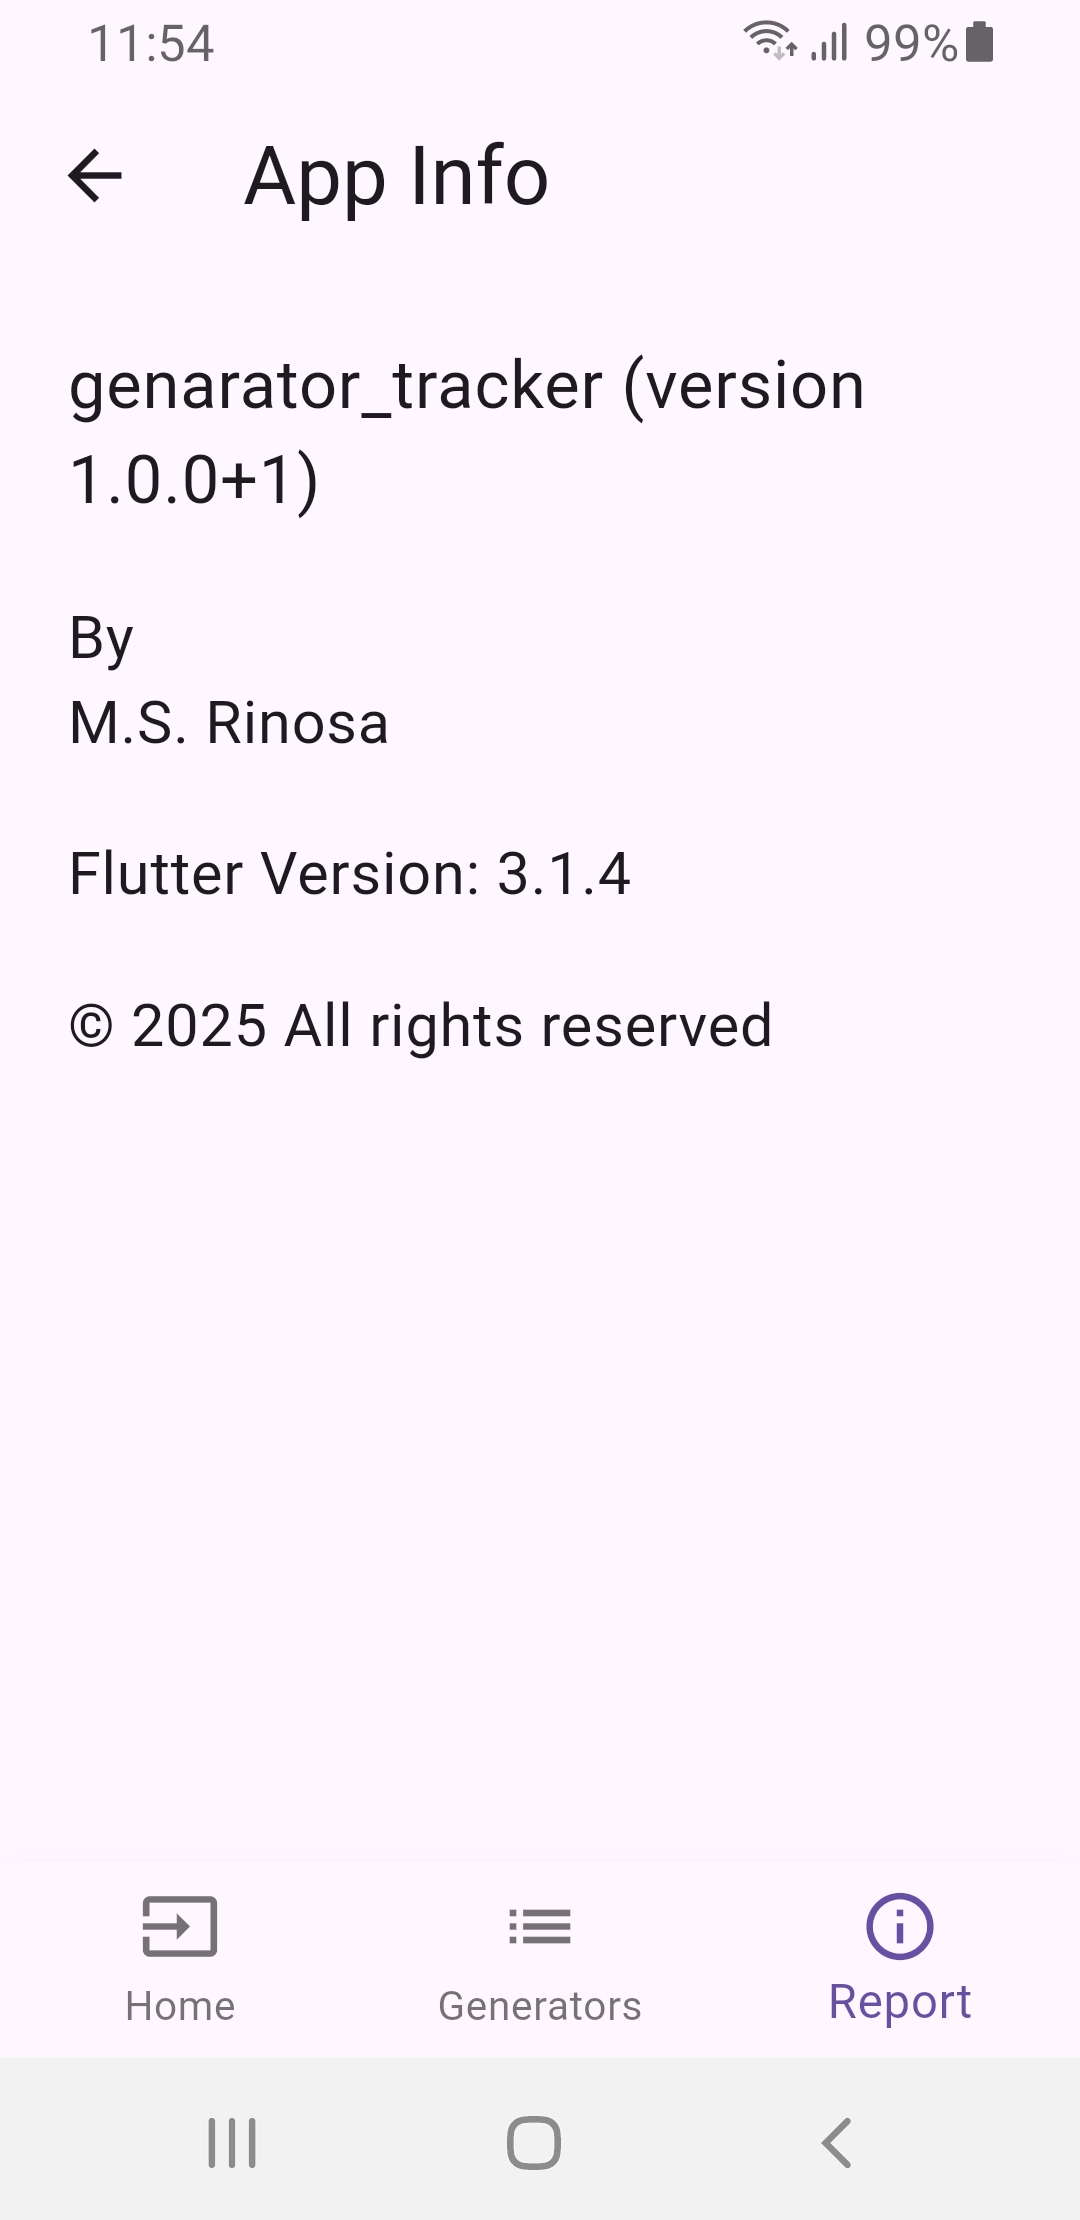 11:54
99%
App Info
genarator_tracker (version
1.0.0+1)
By
M.S. Rinosa
Flutter Version: 3.1.4
© 2025 All rights reserved
Home
Generators
Report